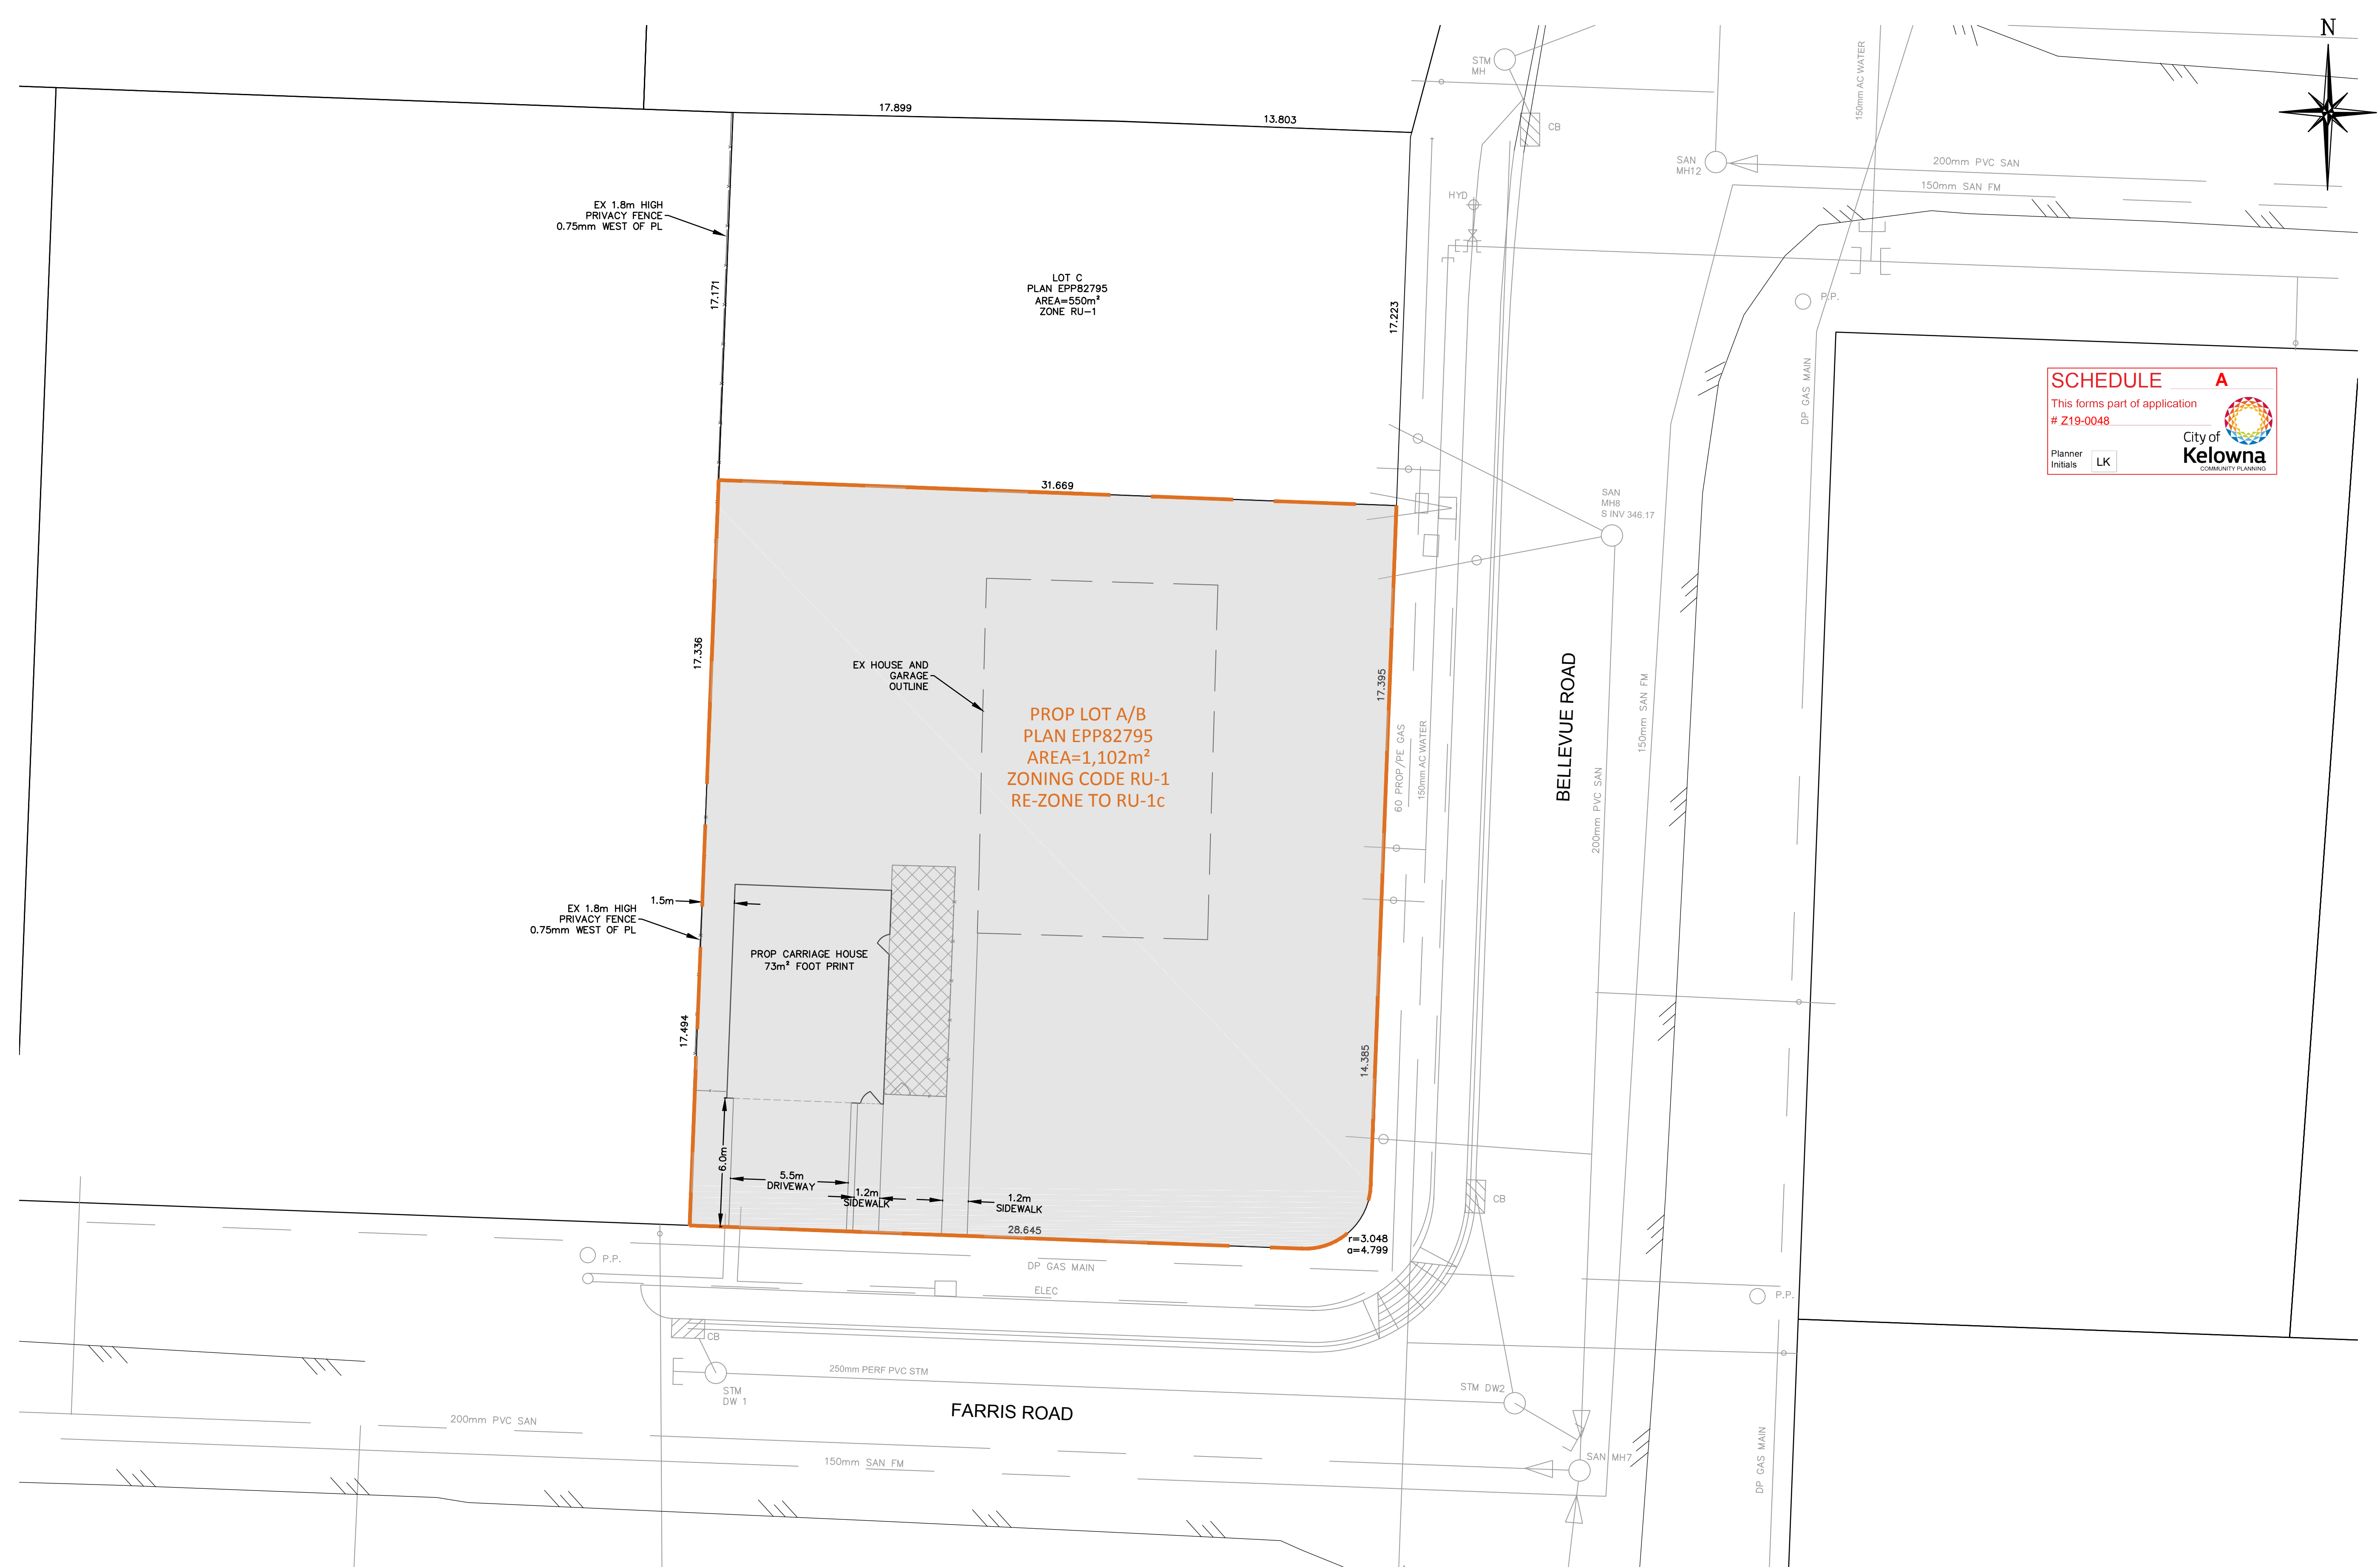 N
17.899
13.803
STM
MH
CB
150mm AC WATER
SAN
MH12
200mm PVC SAN
150mm SAN FM
HYD
EX 1.8m HIGH
PRIVACY FENCE
0.75mm WEST OF PL
LOT C
PLAN EPP82795
AREA=550m²
ZONE RU-1
17.171
17.223
P.P.
DP GAS MAIN
SCHEDULE A
This forms part of application
# Z19-0048
City of
Kelowna
COMMUNITY PLANNING
Planner
Initials LK
31.669
SAN
MH8
S INV 346.17
17.336
EX HOUSE AND
GARAGE
OUTLINE
17.395
PROP LOT A/B
PLAN EPP82795
AREA=1,102m²
ZONING CODE RU-1
RE-ZONE TO RU-1c
60 PROP/PE GAS
150mm AC WATER
BELLEVUE ROAD
200mm PVC SAN
150mm SAN FM
1.5m
EX 1.8m HIGH
PRIVACY FENCE
0.75mm WEST OF PL
PROP CARRIAGE HOUSE
73m² FOOT PRINT
17.494
14.385
6.0m
5.5m
DRIVEWAY
1.2m
SIDEWALK
1.2m
SIDEWALK
28.645
r=3.048
a=4.799
CB
P.P.
DP GAS MAIN
ELEC
P.P.
CB
STM
DW 1
250mm PERF PVC STM
STM DW2
FARRIS ROAD
200mm PVC SAN
150mm SAN FM
SAN MH7
DP GAS MAIN